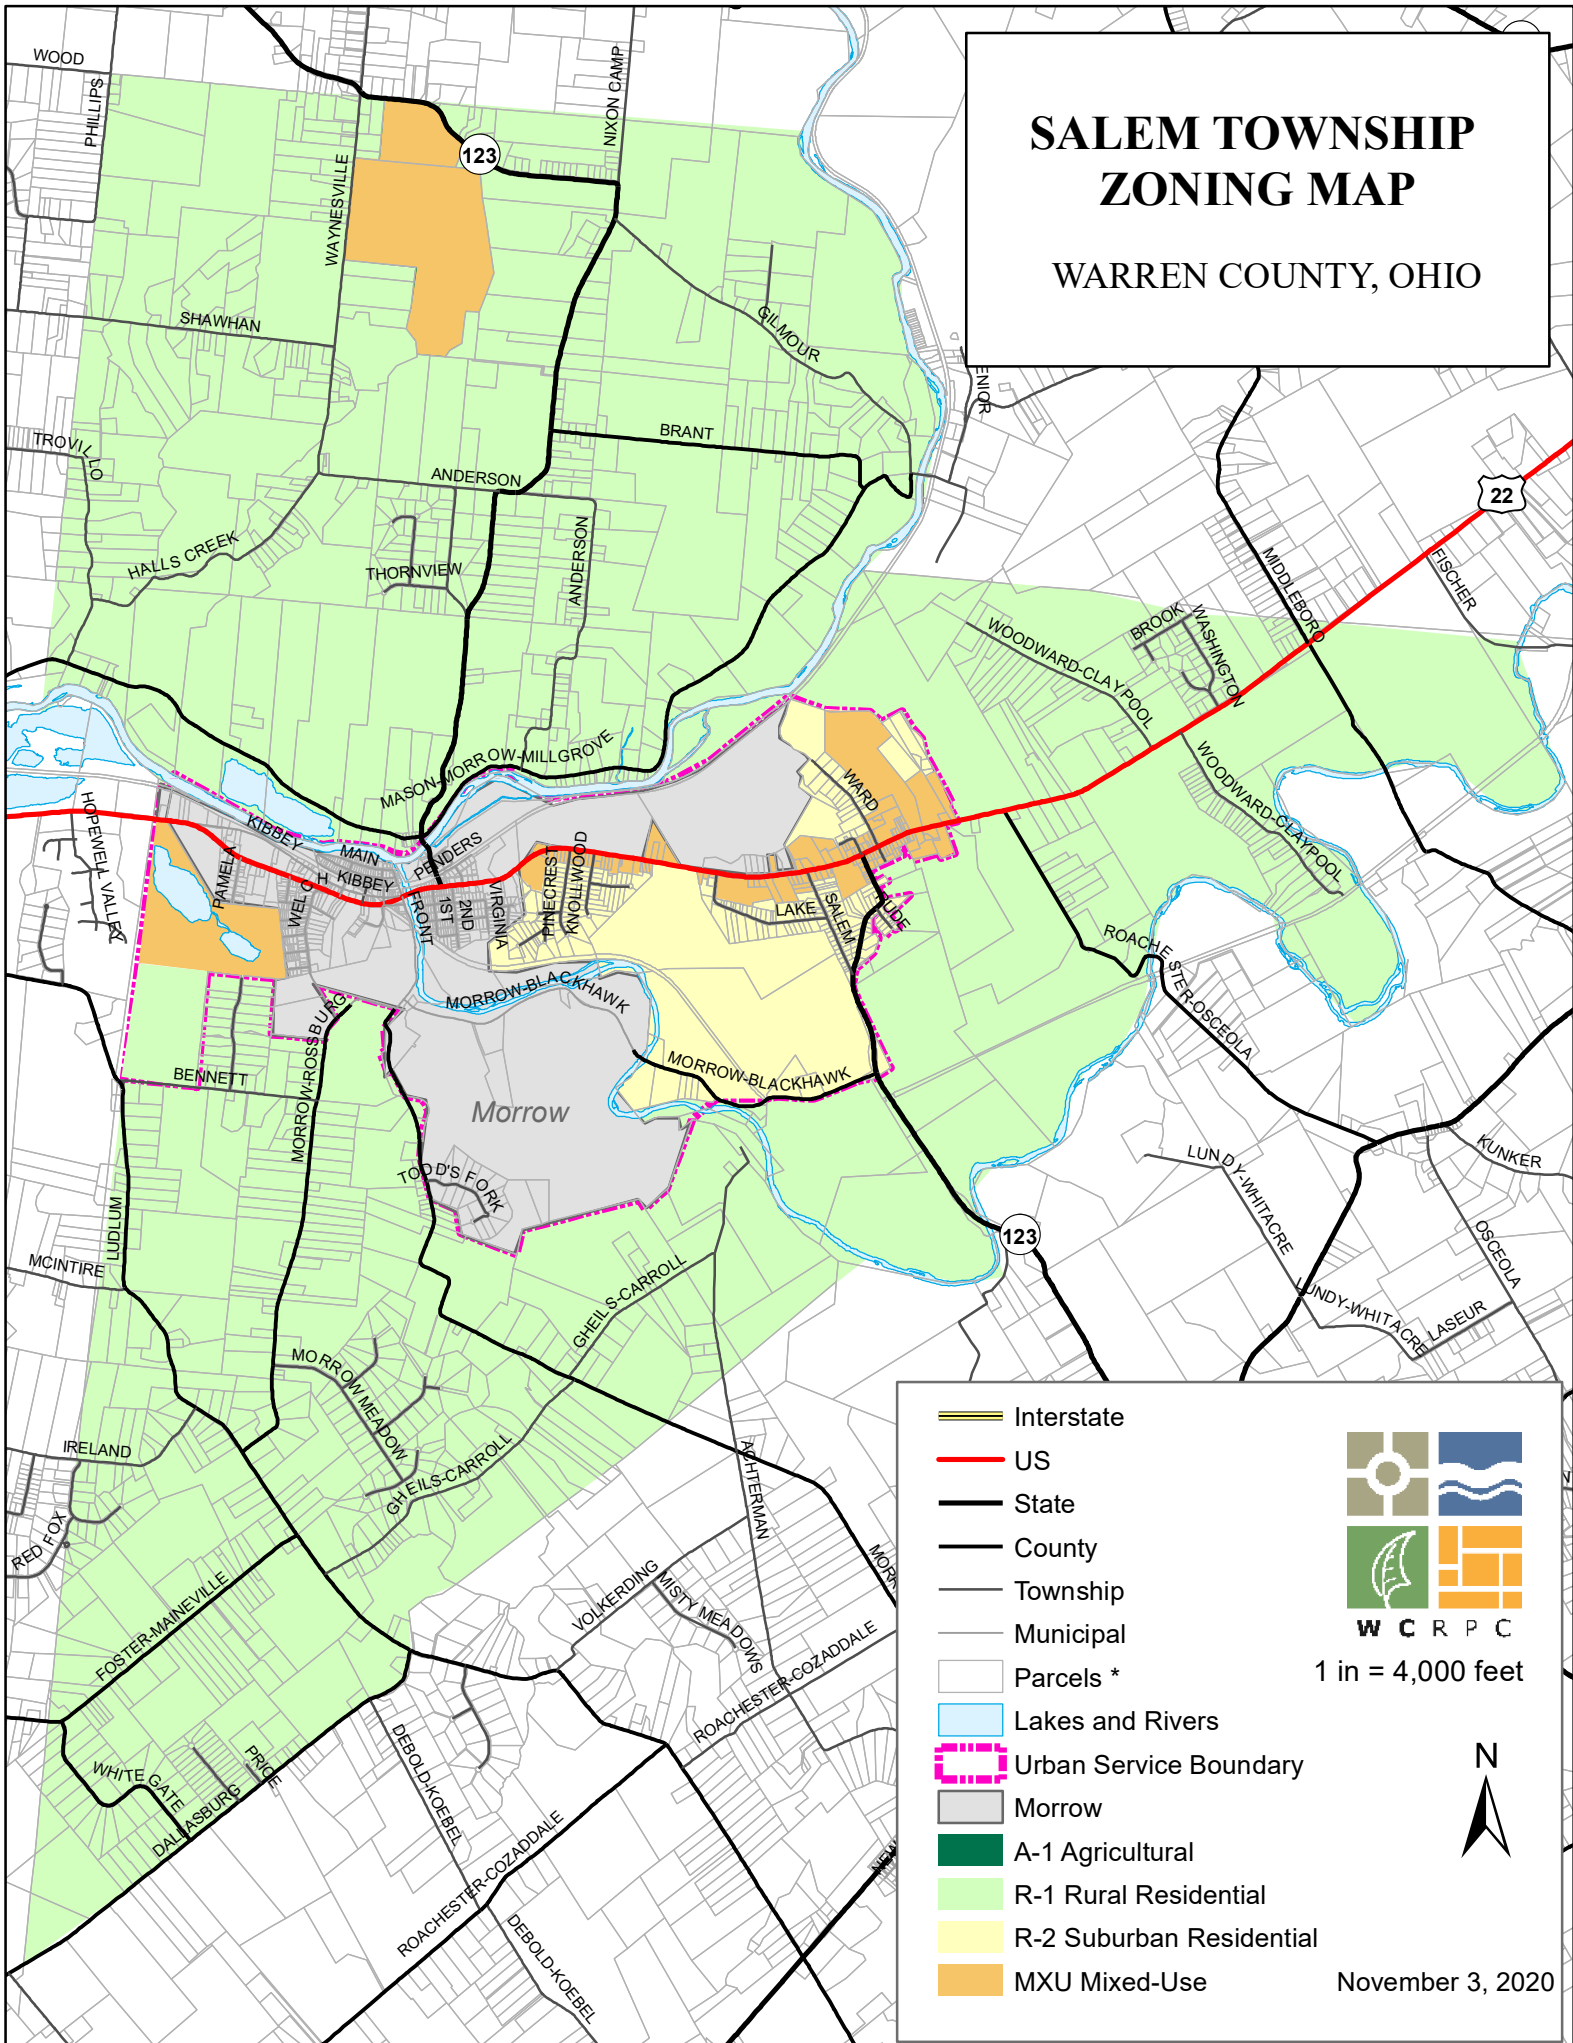 SALEM TOWNSHIP
ZONING MAP
WARREN COUNTY, OHIO
WOOD
PHILLIPS
NIXON CAMP
123
WAYNESVILLE
SHAWHAN
GILMOUR
ENIOR
TROVILLO
BRANT
ANDERSON
22
HALLS CREEK
THORNVIEW
ANDERSON
MIDDLEBORO
FISCHER
WOODWARD-CLAYPOOL
BROOK
WASHINGTON
WOODWARD-CLAYPOOL
MASON-MORROW-MILLGROVE
WARD
HOPEWELL VALLEY
KIBBEY
MAIN
PENDERS
PAMELA
WELCH
KIBBEY
FRONT
1ST
2ND
VIRGINIA
PINECREST
KNOLLWOOD
LAKE
SALEM
DUDE
ROACHESTER-OSCEOLA
MORROW-BLACKHAWK
MORROW-ROSSBURG
BENNETT
MORROW-BLACKHAWK
Morrow
TODD'S FORK
LUNDY-WHITACRE
KUNKER
OSCEOLA
LUDLUM
MCINTIRE
123
GHEILS-CARROLL
LUNDY-WHITACRE
LASEUR
MORROW MEADOW
IRELAND
GHEILS-CARROLL
ACHTERMAN
RED FOX
FOSTER-MAINEVILLE
VOLKERDING
MISTY MEADOWS
MORR
ROACHESTER-COZADDALE
WHITE GATE
PRICE
DALLASBURG
DEBOLD-KOEBEL
ROACHESTER-COZADDALE
DEBOLD-KOEBEL
NEW
Interstate
US
State
County
Township
Municipal
Parcels *
Lakes and Rivers
Urban Service Boundary
Morrow
A-1 Agricultural
R-1 Rural Residential
R-2 Suburban Residential
MXU Mixed-Use
W C R P C
1 in = 4,000 feet
N
November 3, 2020